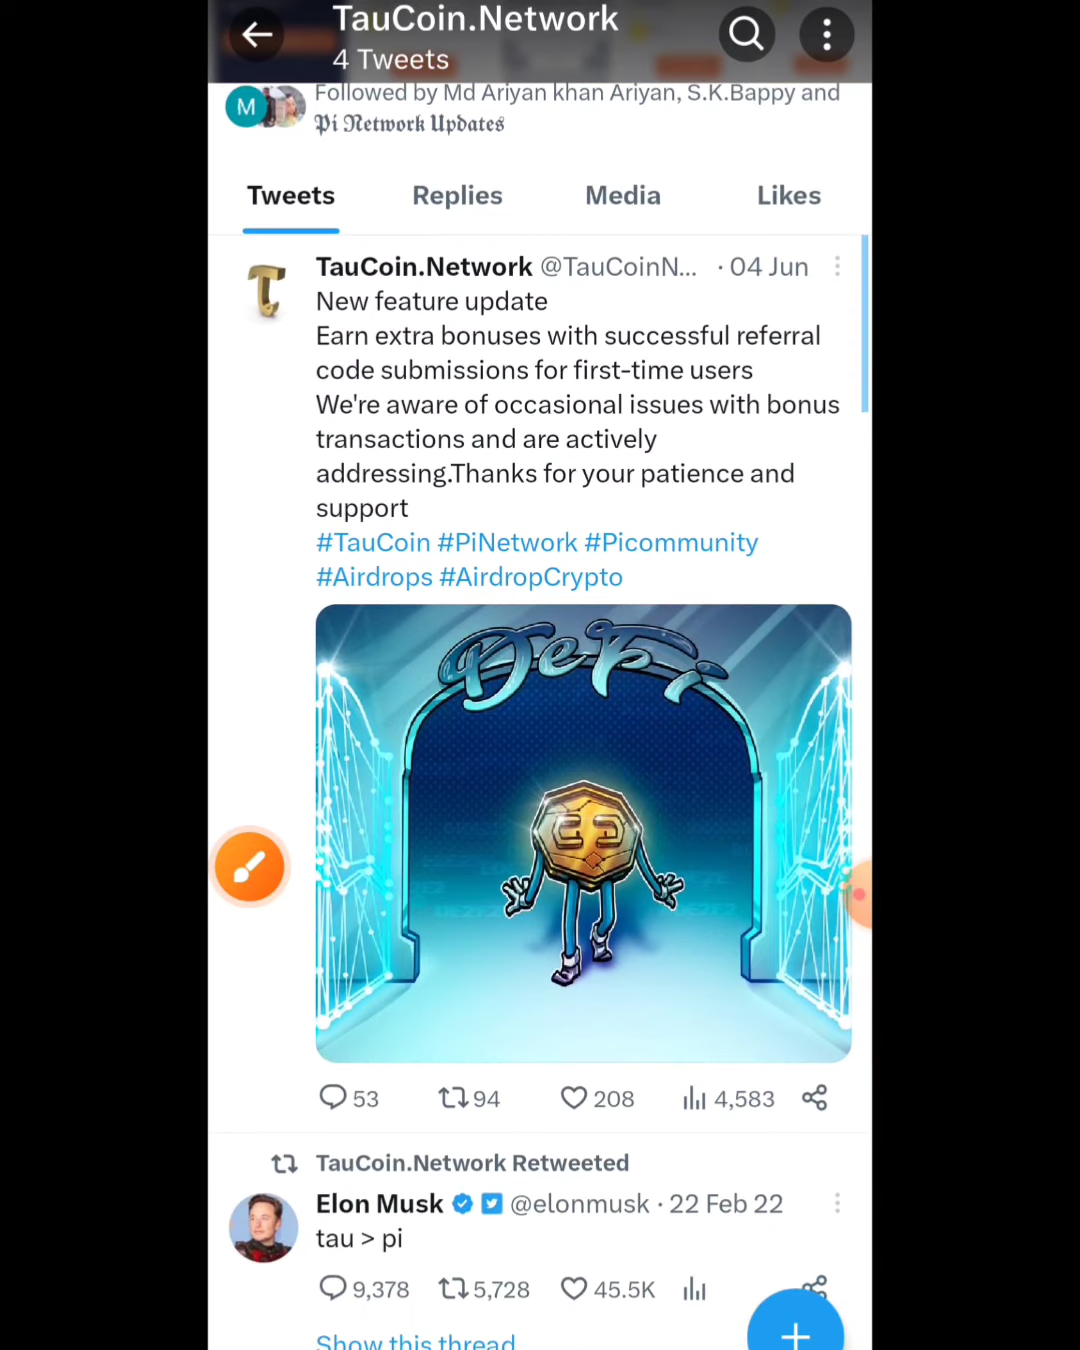 TauCoin.Network
4 Tweets
Followed by Md Ariyan khan Ariyan, S.K.Bappy and
M
𝔓𝔦 𝔑𝔢𝔱𝔴𝔬𝔯𝔨 𝔘𝔭𝔡𝔞𝔱𝔢𝔰
Tweets Replies Media Likes
TauCoin.Network @TauCoinN... · 04 Jun
New feature update
Earn extra bonuses with successful referral
code submissions for first-time users
We're aware of occasional issues with bonus
transactions and are actively
addressing.Thanks for your patience and
support
#TauCoin #PiNetwork #Picommunity
#Airdrops #AirdropCrypto
DeFi
53 94 208 4,583
TauCoin.Network Retweeted
Elon Musk @elonmusk · 22 Feb 22
tau > pi
9,378 5,728 45.5K
Show this thread